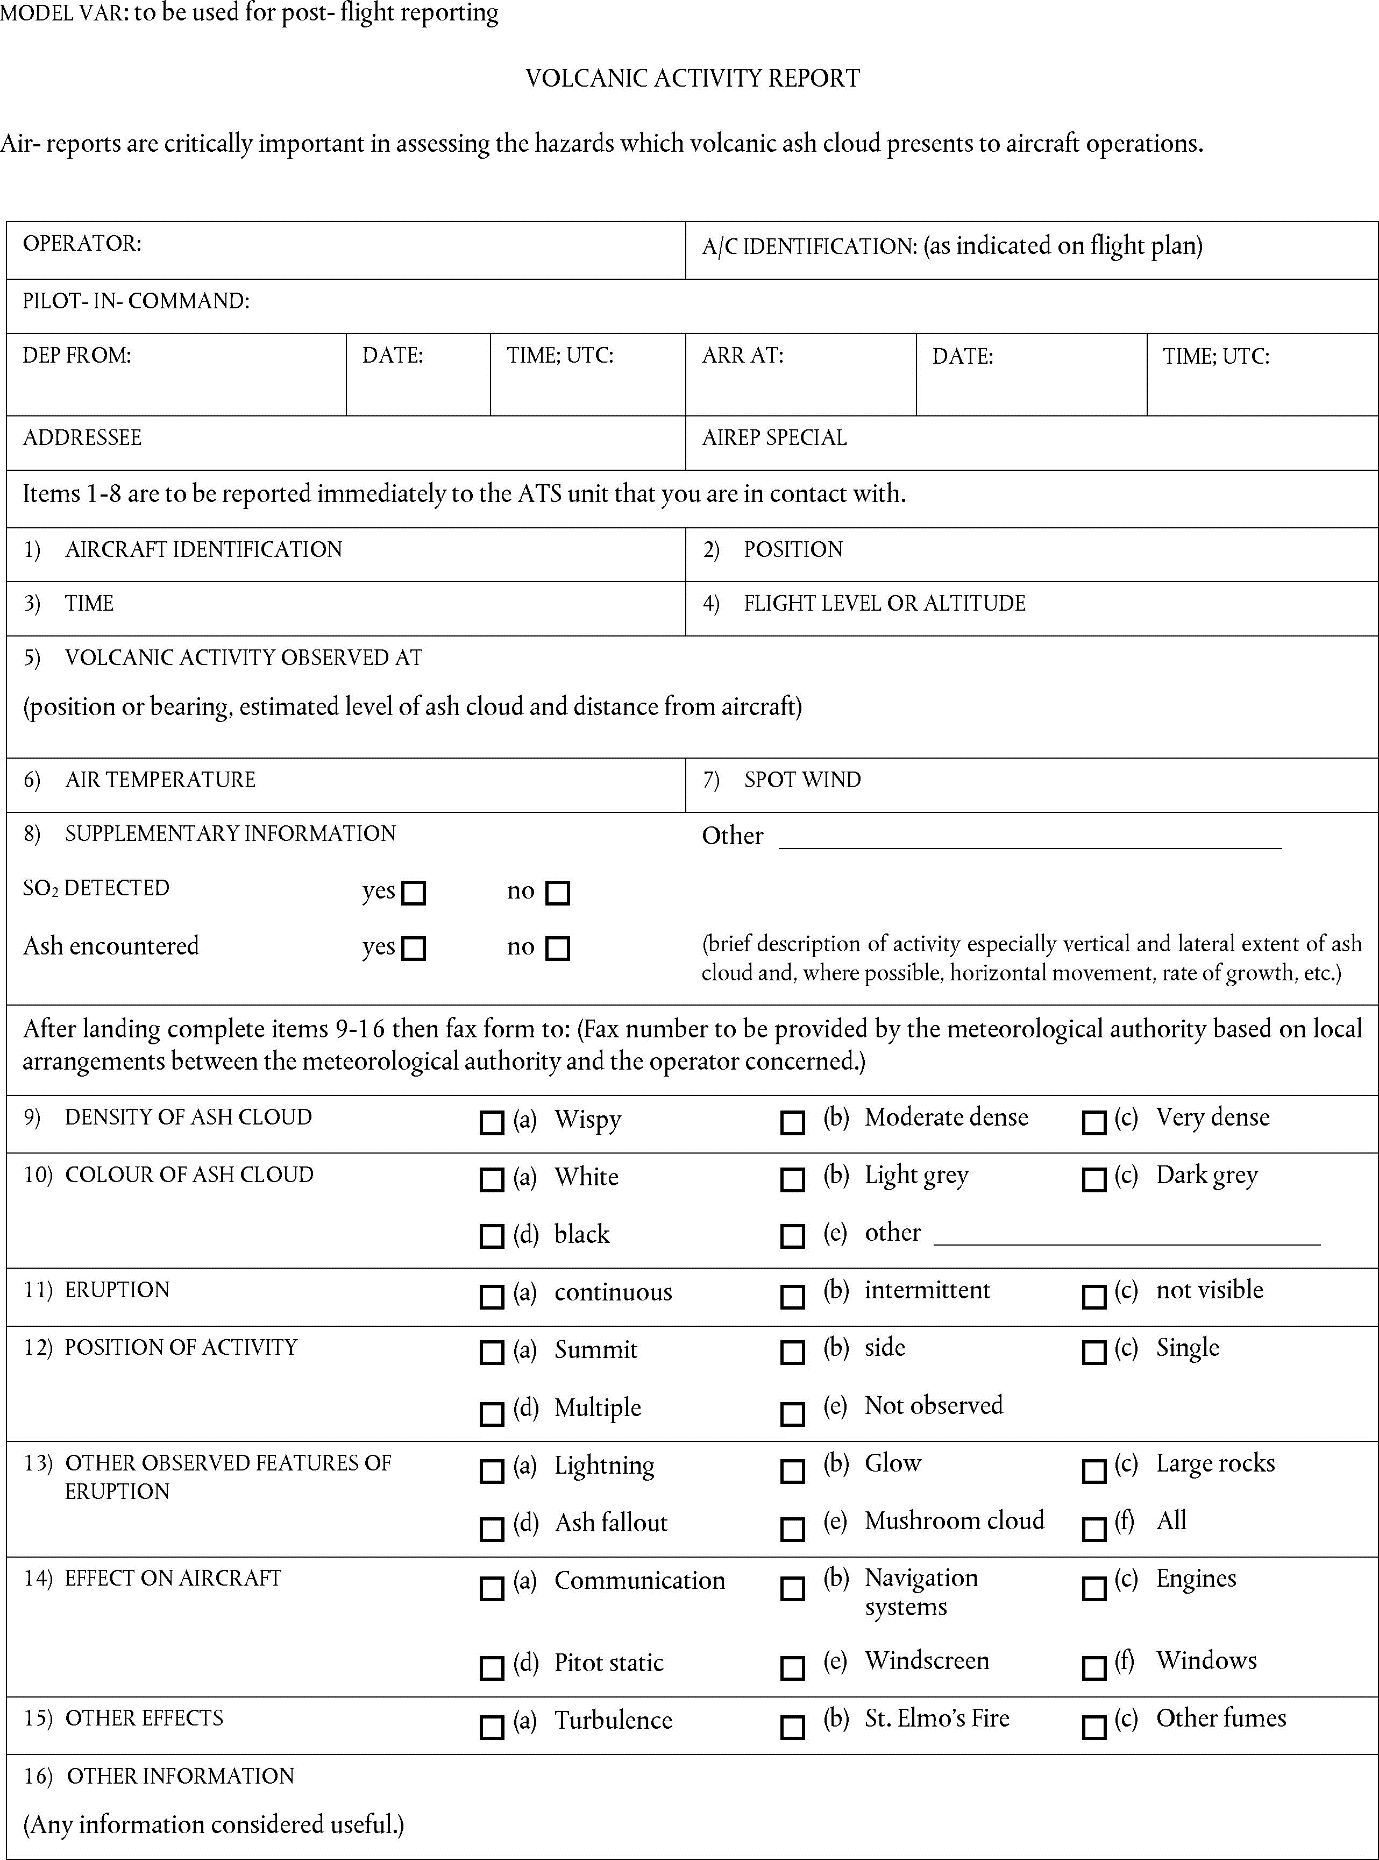 MODEL VAR: to be used for post- flight reporting
VOLCANIC ACTIVITY REPORT
Air- reports are critically important in assessing the hazards which volcanic ash cloud presents to aircraft operations.
OPERATOR:
A/C IDENTIFICATION: (as indicated on flight plan)
PILOT- IN- COMMAND:
DEP FROM:
DATE:
TIME; UTC:
ARR AT:
DATE:
TIME; UTC:
ADDRESSEE
AIREP SPECIAL
Items 1-8 are to be reported immediately to the ATS unit that you are in contact with.
1) AIRCRAFT IDENTIFICATION
2) POSITION
3) TIME
4) FLIGHT LEVEL OR ALTITUDE
5) VOLCANIC ACTIVITY OBSERVED AT
(position or bearing, estimated level of ash cloud and distance from aircraft)
6) AIR TEMPERATURE
7) SPOT WIND
8) SUPPLEMENTARY INFORMATION
Other
SO₂ DETECTED yes no
Ash encountered yes no
(brief description of activity especially vertical and lateral extent of ash
cloud and, where possible, horizontal movement, rate of growth, etc.)
After landing complete items 9-16 then fax form to: (Fax number to be provided by the meteorological authority based on local
arrangements between the meteorological authority and the operator concerned.)
9) DENSITY OF ASH CLOUD (a) Wispy (b) Moderate dense (c) Very dense
10) COLOUR OF ASH CLOUD (a) White (b) Light grey (c) Dark grey
(d) black (e) other
11) ERUPTION (a) continuous (b) intermittent (c) not visible
12) POSITION OF ACTIVITY (a) Summit (b) side (c) Single
(d) Multiple (e) Not observed
13) OTHER OBSERVED FEATURES OF
ERUPTION
(a) Lightning (b) Glow (c) Large rocks
(d) Ash fallout (e) Mushroom cloud (f) All
14) EFFECT ON AIRCRAFT (a) Communication (b) Navigation
systems
(c) Engines
(d) Pitot static (e) Windscreen (f) Windows
15) OTHER EFFECTS (a) Turbulence (b) St. Elmo's Fire (c) Other fumes
16) OTHER INFORMATION
(Any information considered useful.)